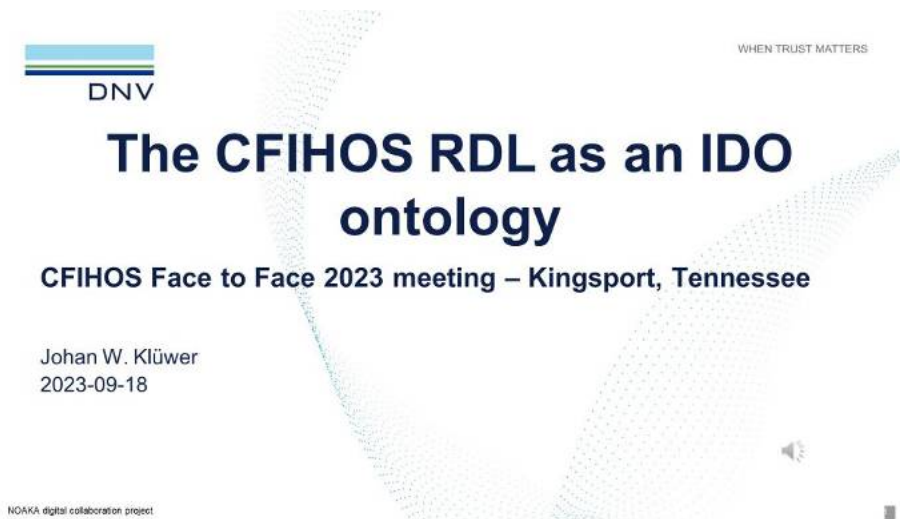 WHEN TRUST MATTERS
DNV
The CFIHOS RDL as an IDO
ontology
CFIHOS Face to Face 2023 meeting – Kingsport, Tennessee
Johan W. Klüwer
2023-09-18
NOAKA digital collaboration project